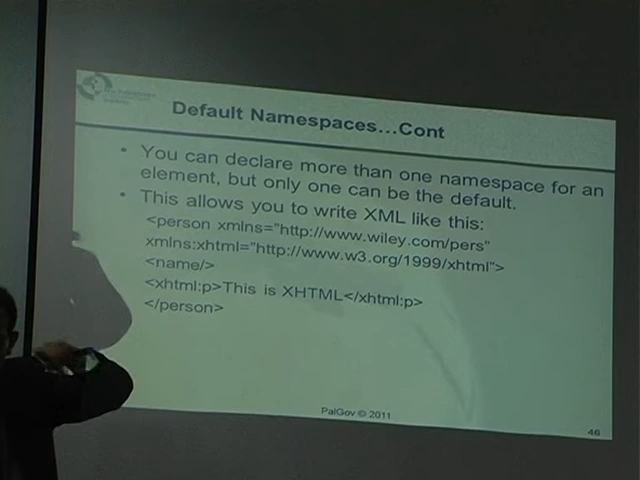 Default Namespaces...Cont
• You can declare more than one namespace for an
element, but only one can be the default.
• This allows you to write XML like this:
<person xmlns="http://www.wiley.com/pers"
xmlns:xhtml="http://www.w3.org/1999/xhtml">
<name/>
<xhtml:p>This is XHTML</xhtml:p>
</person>
PalGov © 2011
46